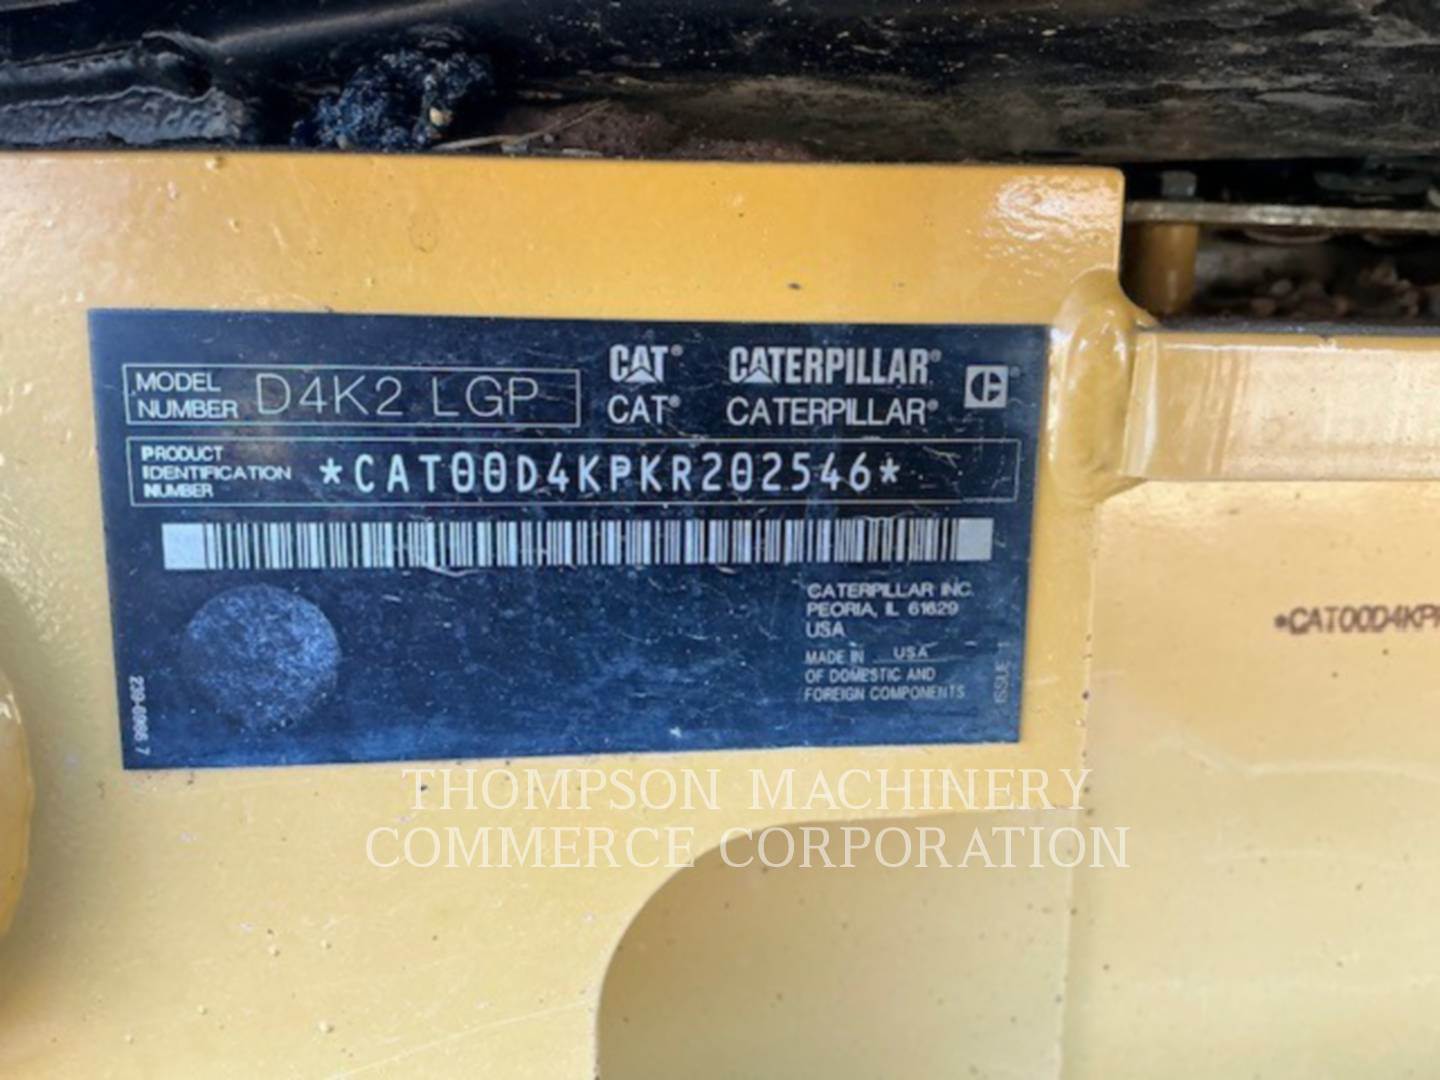 MODEL
NUMBER D4K2 LGP
CAT® CATERPILLAR®
CAT® CATERPILLAR®
PRODUCT
IDENTIFICATION
NUMBER
*CAT00D4KPKR202546*
CATERPILLAR INC.
PEORIA, IL 61629
USA
MADE IN USA
OF DOMESTIC AND
FOREIGN COMPONENTS
ISSUE 1
*CAT00D4KPK
THOMPSON MACHINERY
COMMERCE CORPORATION